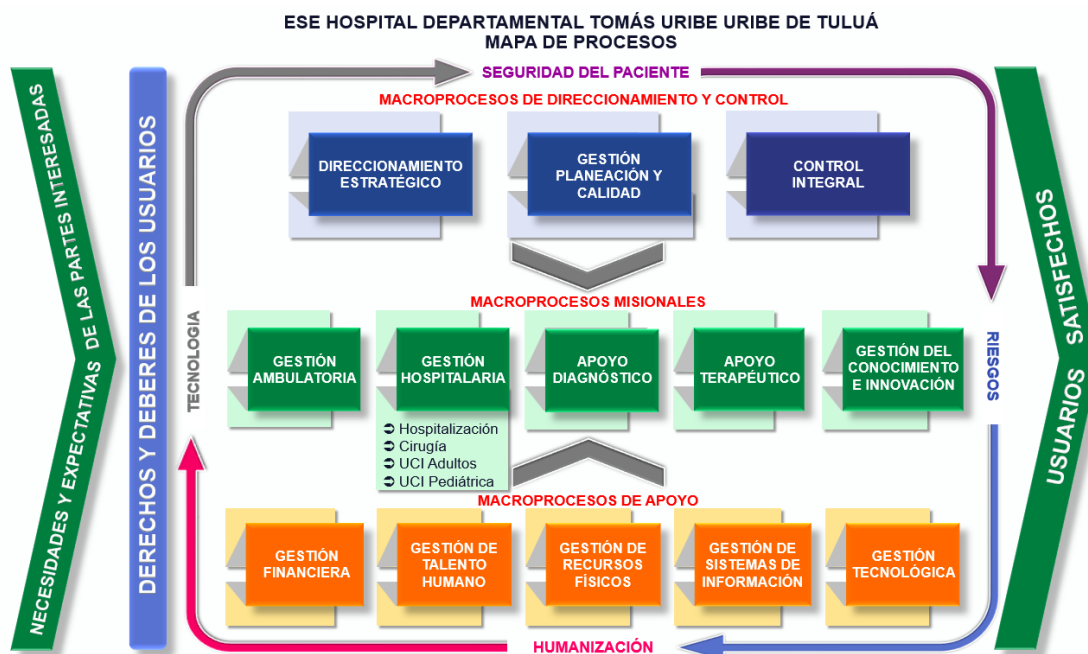 ESE HOSPITAL DEPARTAMENTAL TOMÁS URIBE URIBE DE TULUÁ
MAPA DE PROCESOS
NECESIDADES Y EXPECTATIVAS DE LAS PARTES INTERESADAS
DERECHOS Y DEBERES DE LOS USUARIOS
TECNOLOGIA
SEGURIDAD DEL PACIENTE
MACROPROCESOS DE DIRECCIONAMIENTO Y CONTROL
DIRECCIONAMIENTO
ESTRATÉGICO
GESTIÓN
PLANEACIÓN Y
CALIDAD
CONTROL
INTEGRAL
MACROPROCESOS MISIONALES
GESTIÓN
AMBULATORIA
GESTIÓN
HOSPITALARIA
Hospitalización
Cirugía
UCI Adultos
UCI Pediátrica
APOYO
DIAGNÓSTICO
APOYO
TERAPÉUTICO
GESTIÓN DEL
CONOCIMIENTO
E INNOVACIÓN
MACROPROCESOS DE APOYO
GESTIÓN
FINANCIERA
GESTIÓN DE
TALENTO
HUMANO
GESTIÓN DE
RECURSOS
FÍSICOS
GESTIÓN DE
SISTEMAS DE
INFORMACIÓN
GESTIÓN
TECNOLÓGICA
HUMANIZACIÓN
RIESGOS
USUARIOS SATISFECHOS